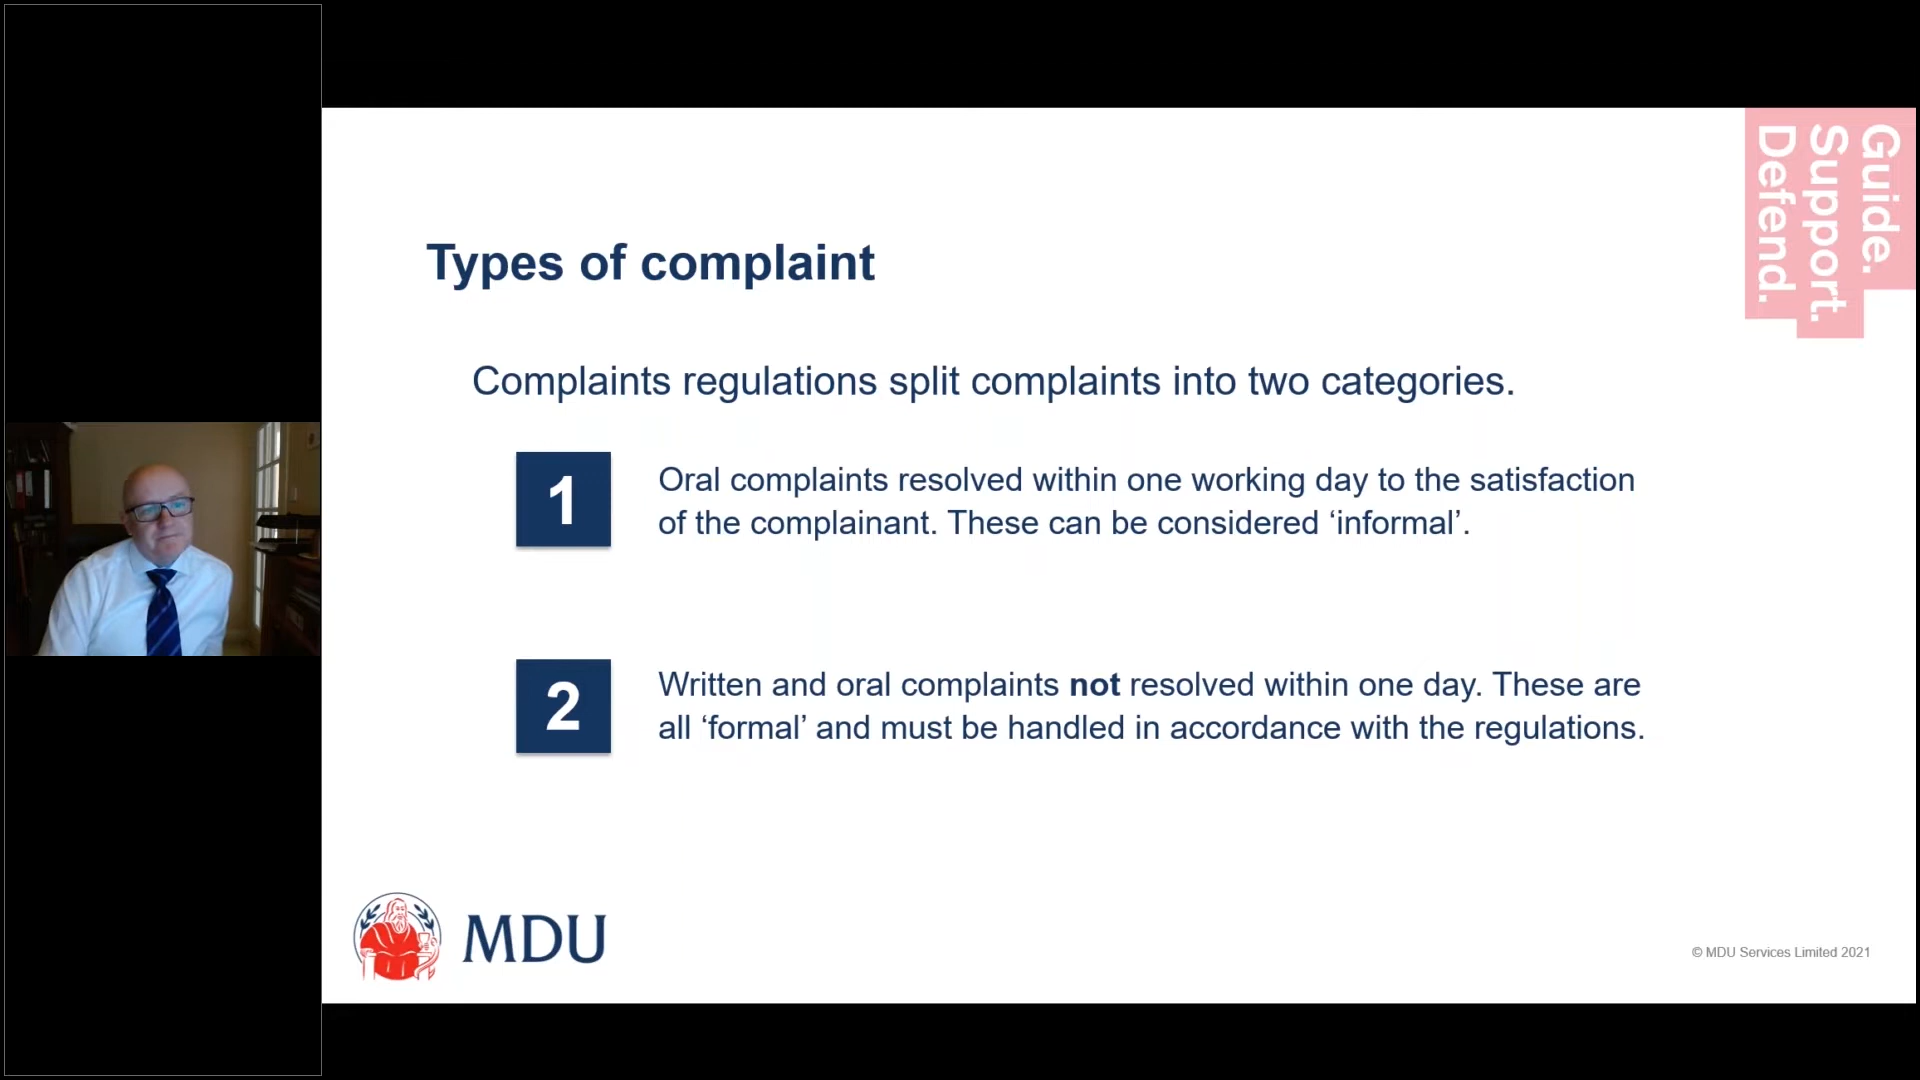 Guide.
Support.
Defend.
Types of complaint
Complaints regulations split complaints into two categories.
1
Oral complaints resolved within one working day to the satisfaction
of the complainant. These can be considered ‘informal’.
2
Written and oral complaints not resolved within one day. These are
all ‘formal’ and must be handled in accordance with the regulations.
MDU
© MDU Services Limited 2021